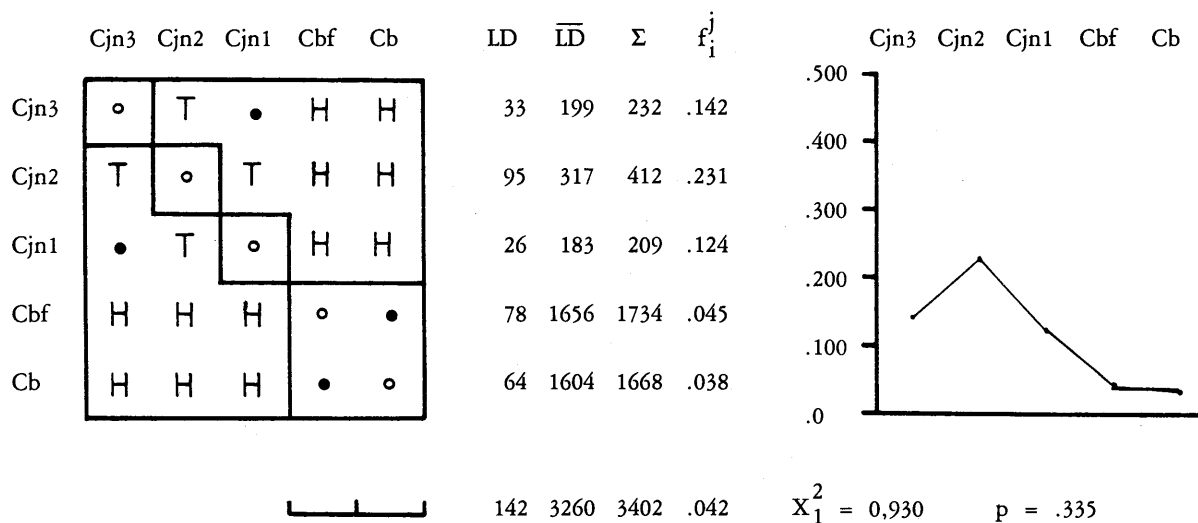 Cjn3 Cjn2 Cjn1 Cbf Cb LD L̅D̅ Σ f_i^j Cjn3 Cjn2 Cjn1 Cbf Cb
.500
Cjn3 ○ T ● H H 33 199 232 .142
.400
Cjn2 T ○ T H H 95 317 412 .231
.300
Cjn1 ● T ○ H H 26 183 209 .124
.200
Cbf H H H ○ ● 78 1656 1734 .045
.100
Cb H H H ● ○ 64 1604 1668 .038
.0
142 3260 3402 .042 X_1^2 = 0,930 p = .335